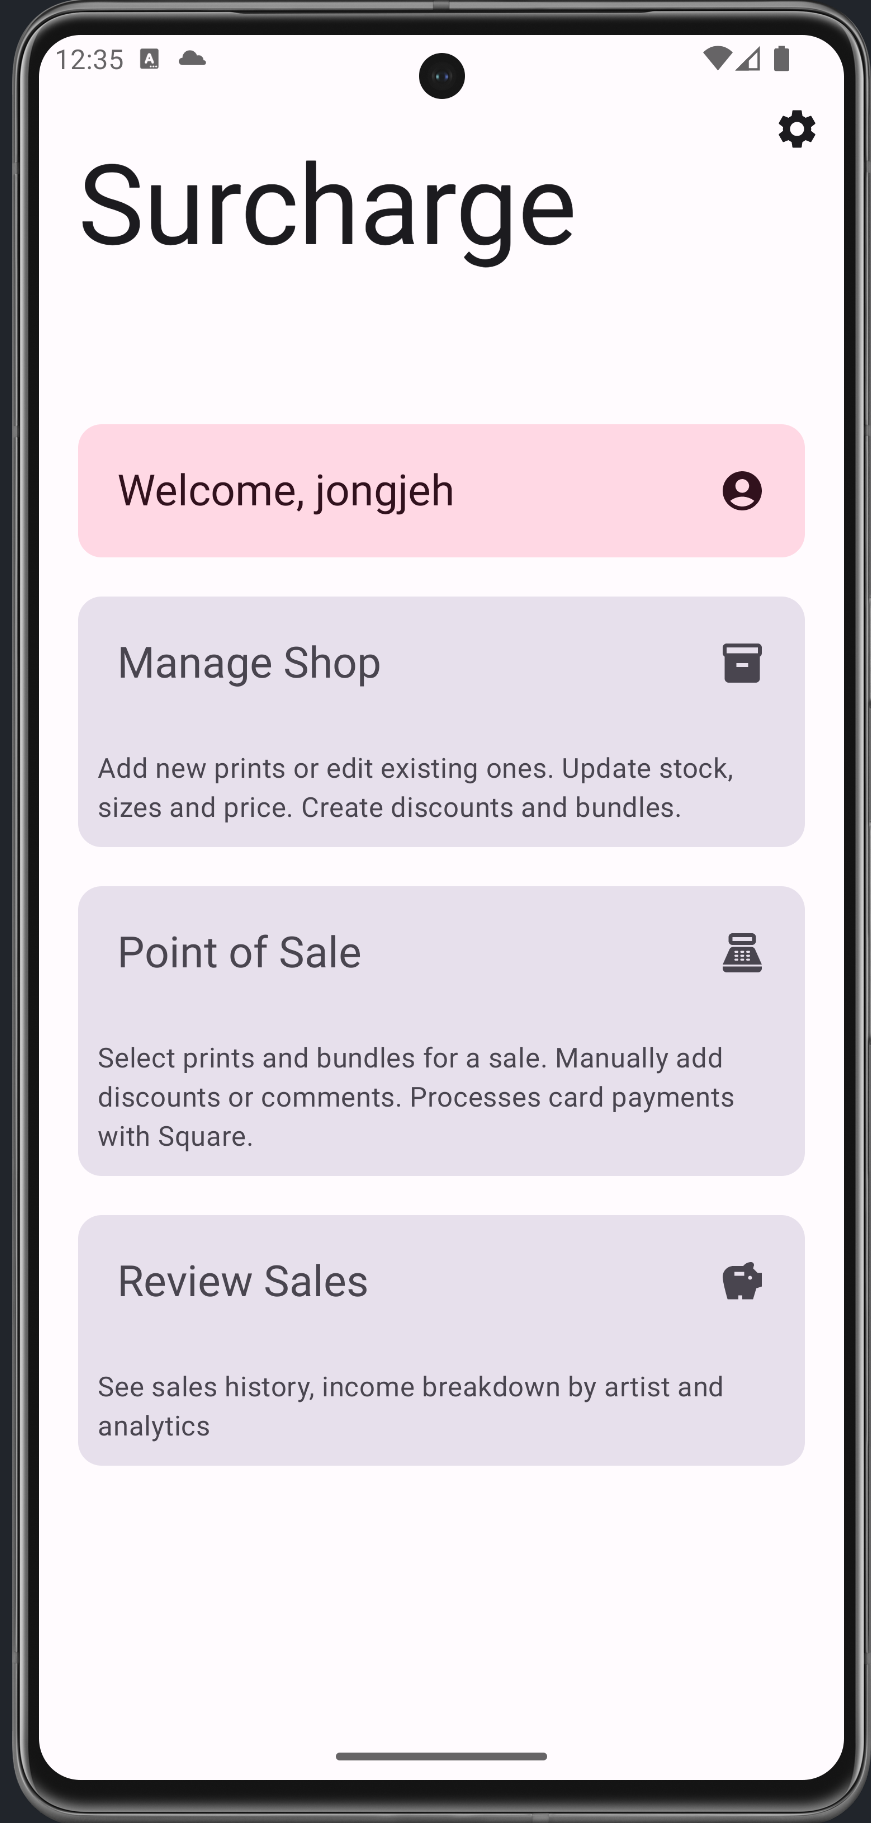 12:35
A
Surcharge
Welcome, jongjeh
Manage Shop
Add new prints or edit existing ones. Update stock,
sizes and price. Create discounts and bundles.
Point of Sale
Select prints and bundles for a sale. Manually add
discounts or comments. Processes card payments
with Square.
Review Sales
See sales history, income breakdown by artist and
analytics